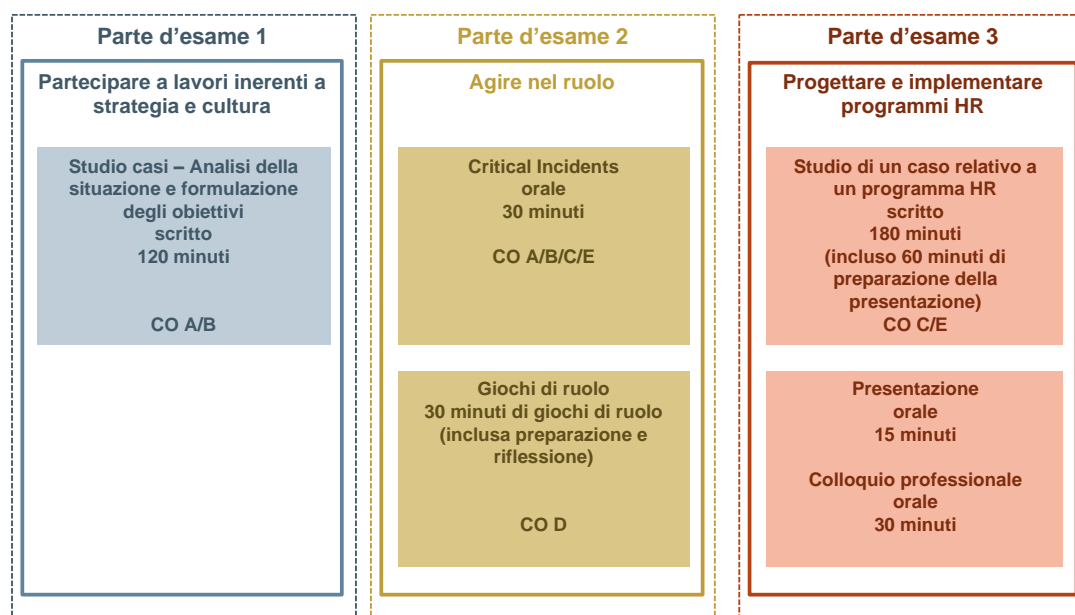 Parte d’esame 1
Partecipare a lavori inerenti a
strategia e cultura
Studio casi – Analisi della
situazione e formulazione
degli obiettivi
scritto
120 minuti
CO A/B
Parte d’esame 2
Agire nel ruolo
Critical Incidents
orale
30 minuti
CO A/B/C/E
Giochi di ruolo
30 minuti di giochi di ruolo
(inclusa preparazione e
riflessione)
CO D
Parte d’esame 3
Progettare e implementare
programmi HR
Studio di un caso relativo a
un programma HR
scritto
180 minuti
(incluso 60 minuti di
preparazione della
presentazione)
CO C/E
Presentazione
orale
15 minuti
Colloquio professionale
orale
30 minuti